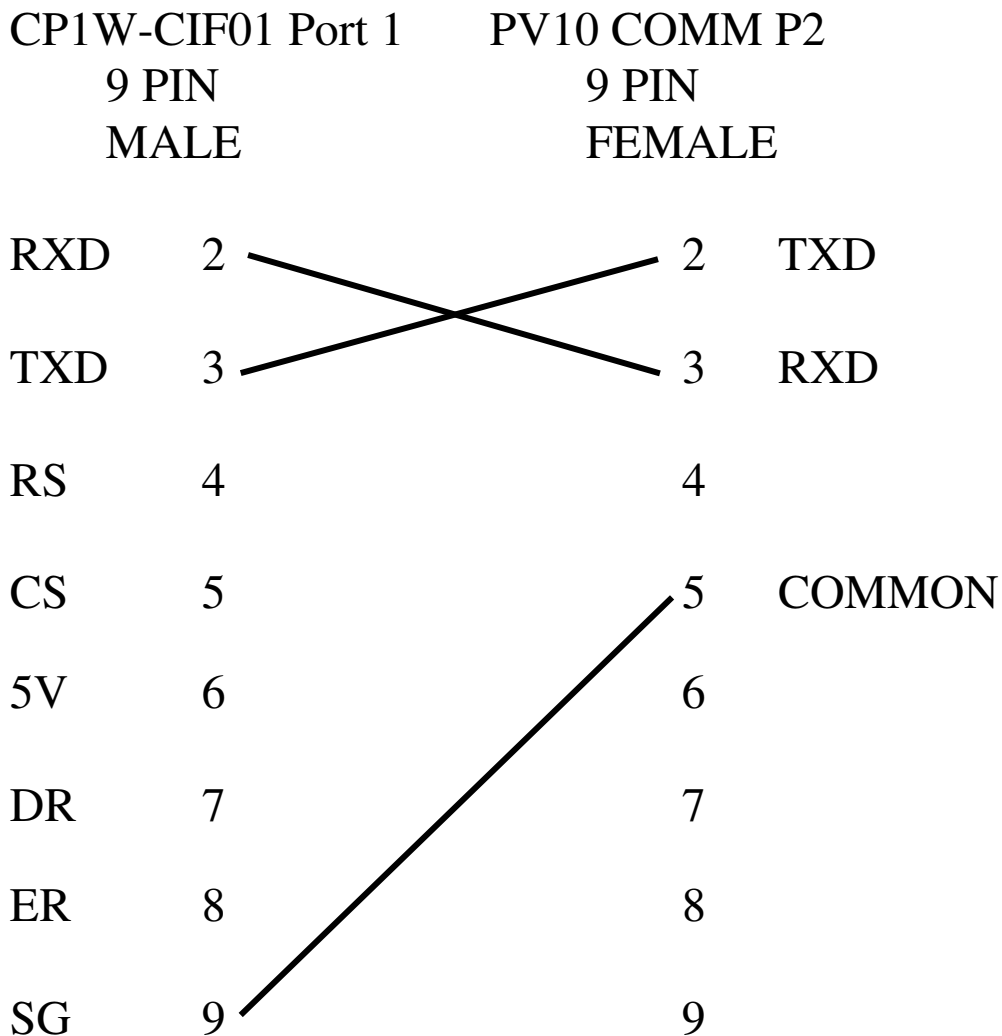 CP1W-CIF01 Port 1 PV10 COMM P2
9 PIN 9 PIN
MALE FEMALE
RXD 2 2 TXD
TXD 3 3 RXD
RS 4 4
CS 5 5 COMMON
5V 6 6
DR 7 7
ER 8 8
SG 9 9